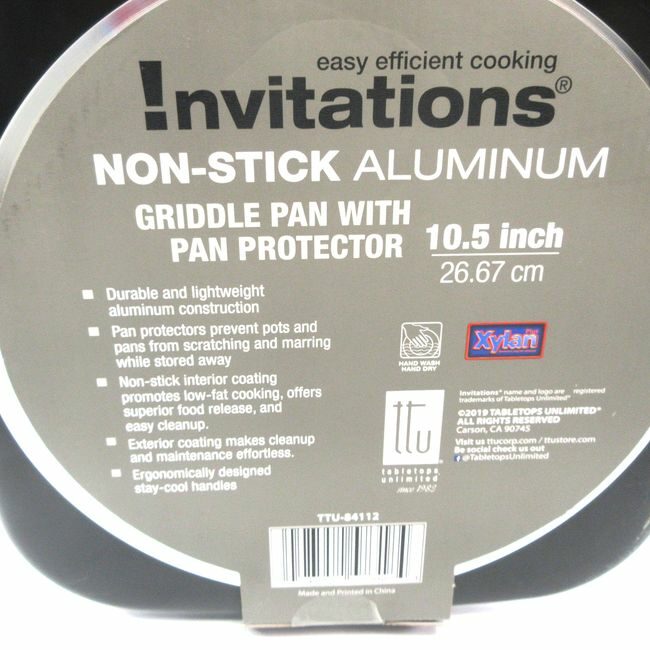 easy efficient cooking
!nvitations®
NON-STICK ALUMINUM
GRIDDLE PAN WITH
PAN PROTECTOR
10.5 inch
26.67 cm
■ Durable and lightweight
aluminum construction
■ Pan protectors prevent pots and
pans from scratching and marring
while stored away
■ Non-stick interior coating
promotes low-fat cooking, offers
superior food release, and
easy cleanup.
■ Exterior coating makes cleanup
and maintenance effortless.
■ Ergonomically designed
stay-cool handles
HAND WASH
HAND DRY
Xylan
ttu
tabletops
unlimited
since 1982
Invitations® name and logo are registered
trademarks of Tabletops Unlimited®
©2019 TABLETOPS UNLIMITED®
ALL RIGHTS RESERVED
Carson, CA 90745
Visit us ttucorp.com / ttustore.com
Be social check us out
f @TabletopsUnlimited
TTU-84112
Made and Printed in China